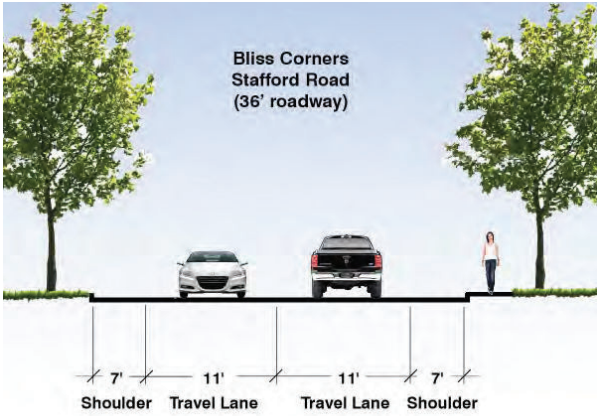 Bliss Corners
Stafford Road
(36’ roadway)
7' 11' 11' 7'
Shoulder Travel Lane Travel Lane Shoulder